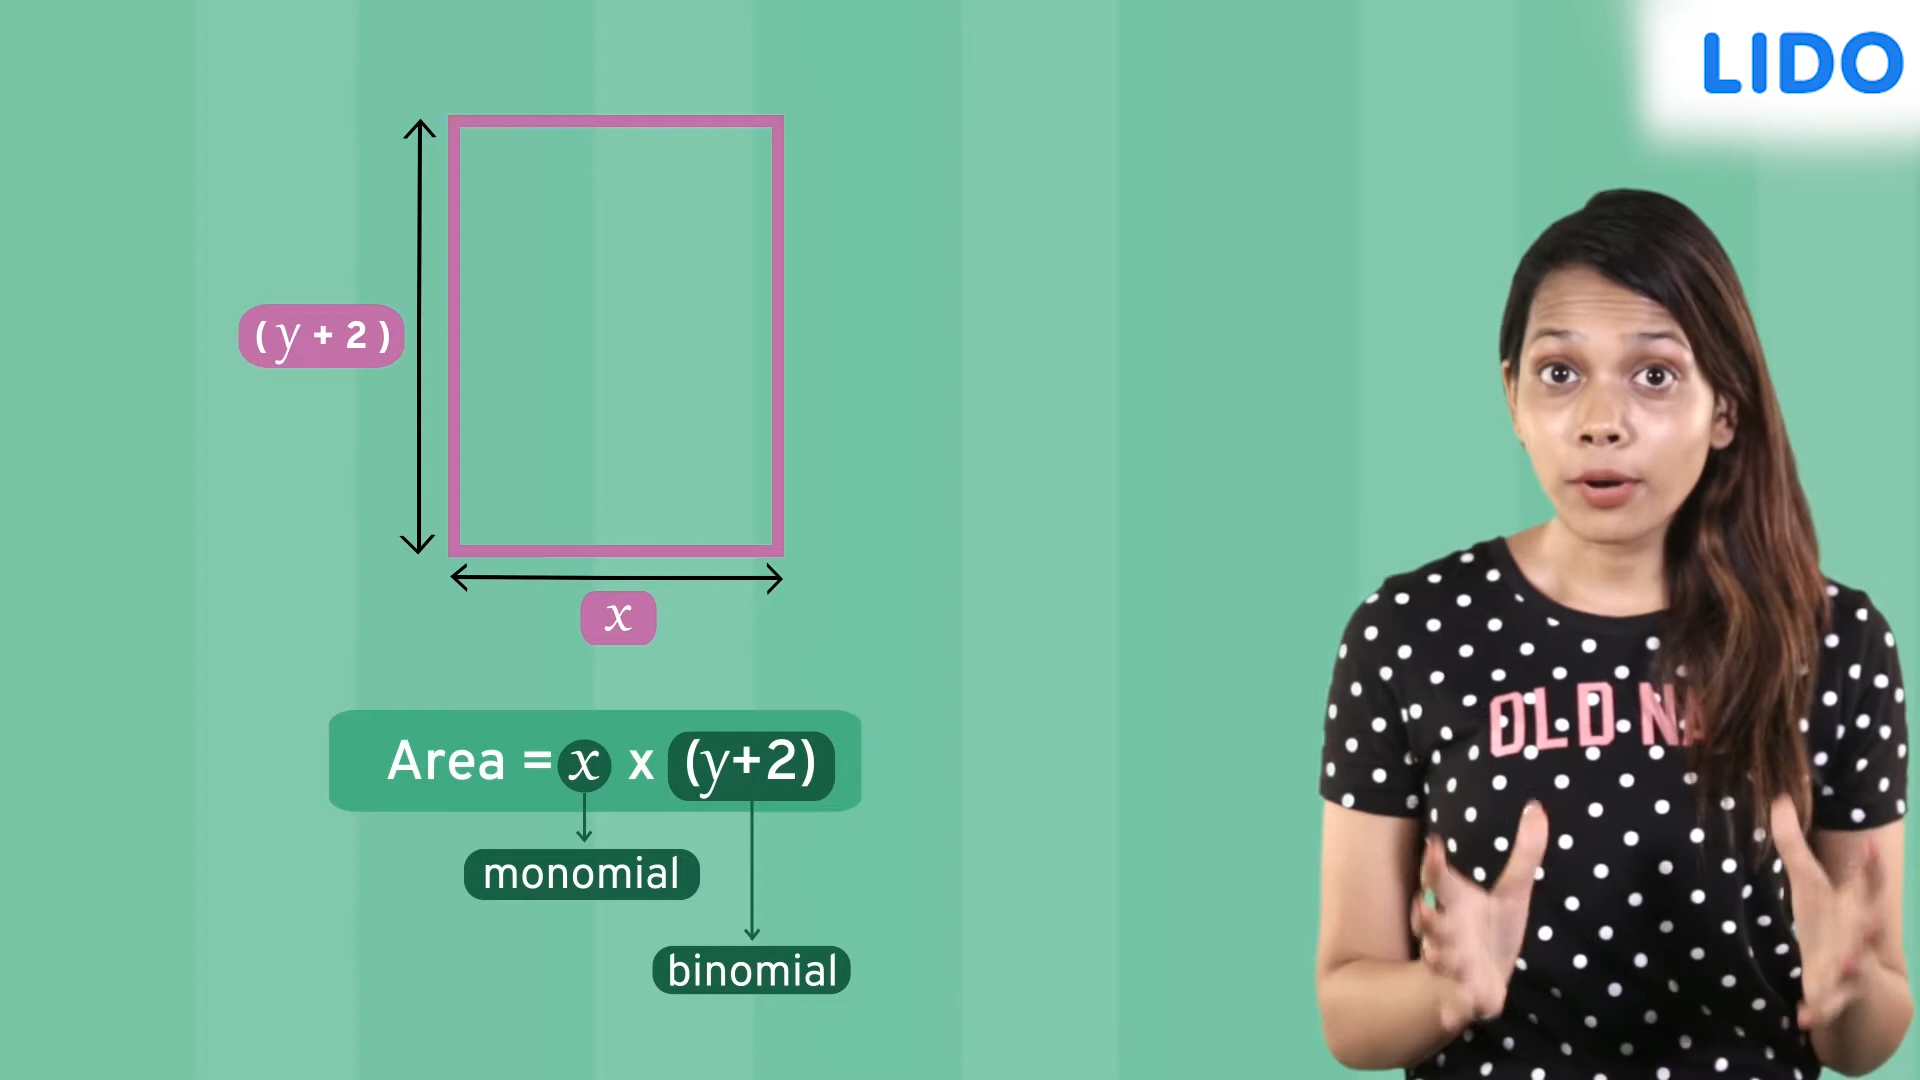 LIDO
( y + 2 )
x
Area = x x (y+2)
monomial
binomial
OLD NA